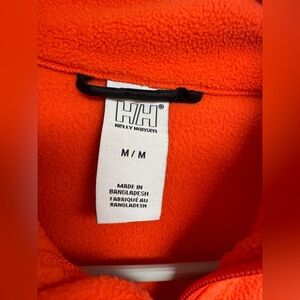 HH®
HELLY HANSEN
M / M
MADE IN
BANGLADESH
FABRIQUÉ AU
BANGLADESH